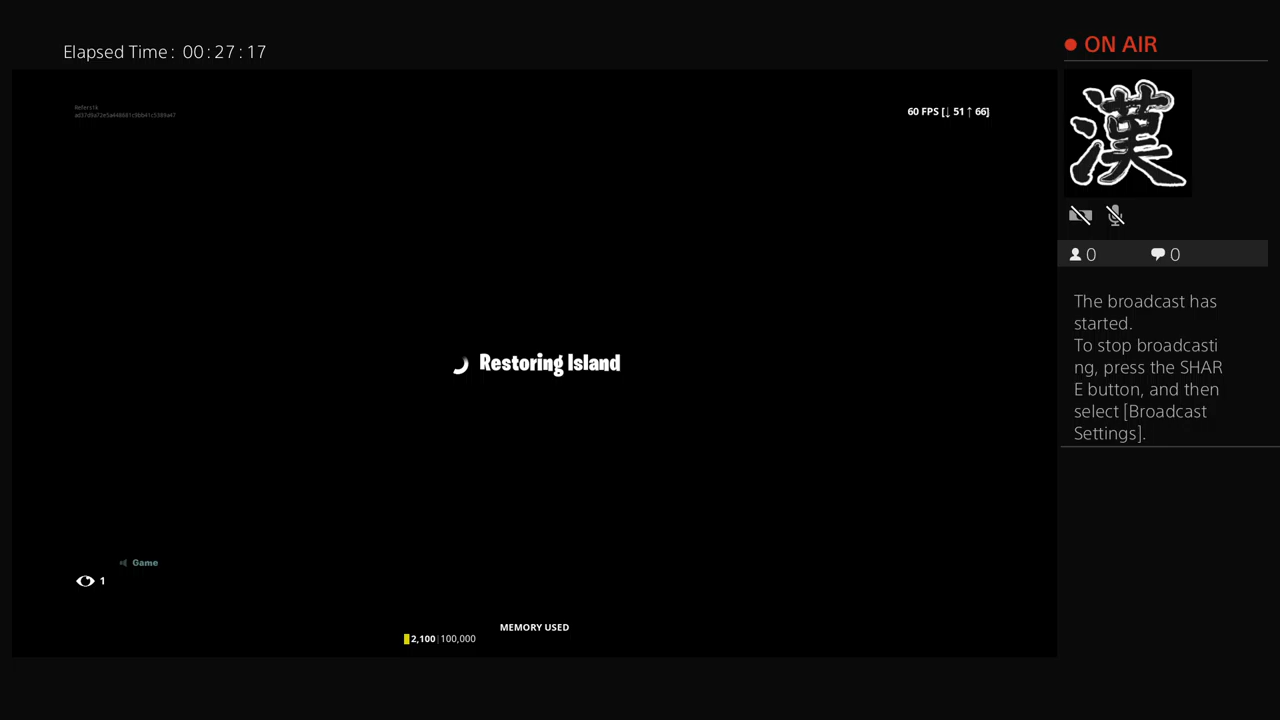 Elapsed Time: 00:27:17
ON AIR
60 FPS [↓ 51 ↑ 66]
漢
0 0
The broadcast has
started.
To stop broadcasti
ng, press the SHAR
E button, and then
select [Broadcast
Settings].
Restoring Island
Game
1
MEMORY USED
2,100|100,000